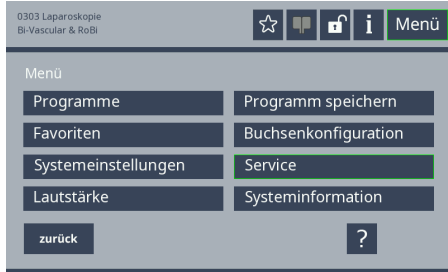 0303 Laparoskopie
Bi-Vascular & RoBi
i
Menü
Menü
Programme
Programm speichern
Favoriten
Buchsenkonfiguration
Systemeinstellungen
Service
Lautstärke
Systeminformation
zurück
?